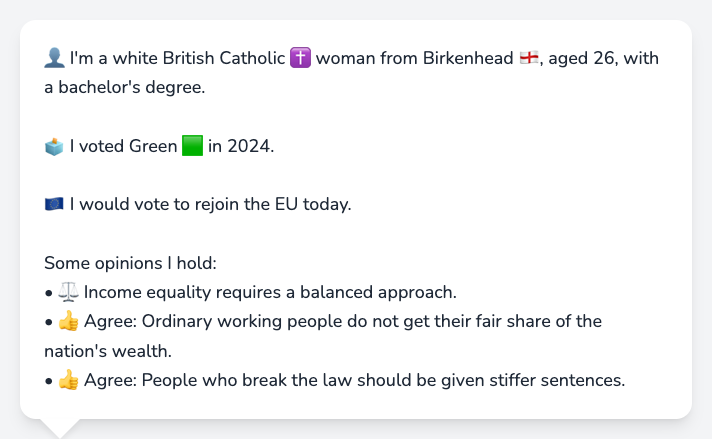 👤 I'm a white British Catholic ✝️ woman from Birkenhead 🏴󠁧󠁢󠁥󠁮󠁧󠁿, aged 26, with
a bachelor's degree.
🗳️ I voted Green 🟩 in 2024.
🇪🇺 I would vote to rejoin the EU today.
Some opinions I hold:
• ⚖️ Income equality requires a balanced approach.
• 👍 Agree: Ordinary working people do not get their fair share of the
nation's wealth.
• 👍 Agree: People who break the law should be given stiffer sentences.